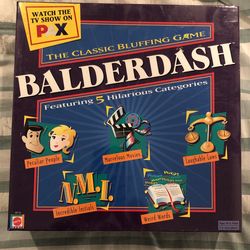 WATCH THE
TV SHOW ON
PAX
THE CLASSIC BLUFFING GAME
BALDERDASH
Featuring 5 Hilarious Categories
Peculiar People
Marvelous Movies
Laughable Laws
N.M.I.
Incredible Initials
Weird Words
MATTEL